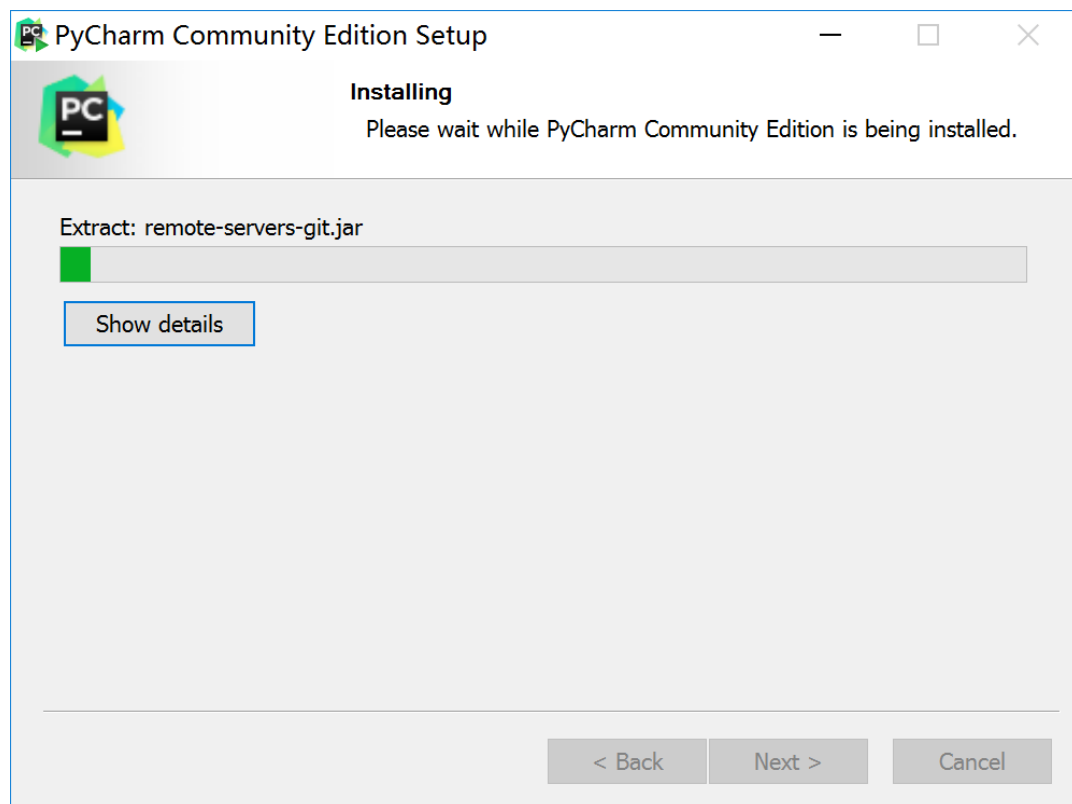 PC PyCharm Community Edition Setup
PC
Installing
Please wait while PyCharm Community Edition is being installed.
Extract: remote-servers-git.jar
Show details
< Back
Next >
Cancel